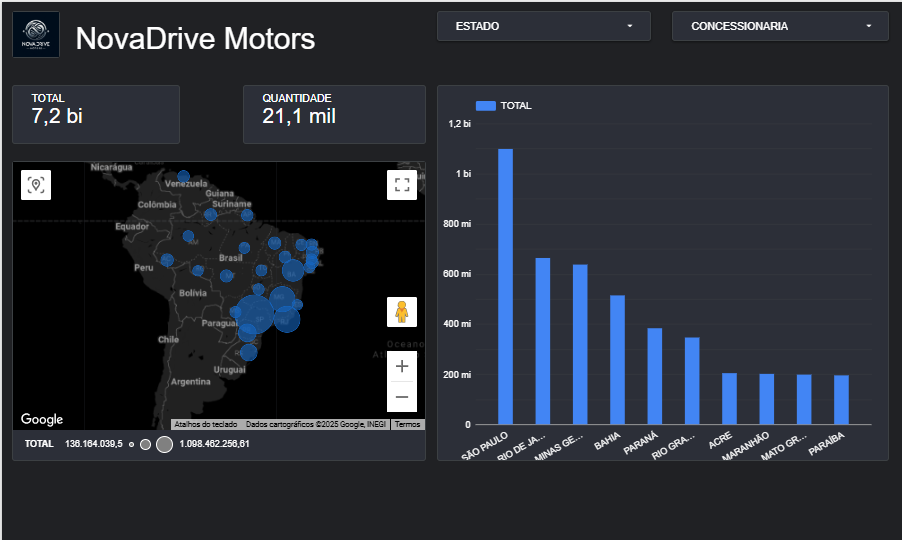 NOVADRIVE
NovaDrive Motors
ESTADO
CONCESSIONARIA
TOTAL
7,2 bi
QUANTIDADE
21,1 mil
Nicarágua
Venezuela
Guiana
Suriname
Colômbia
Equador
Brasil
Peru
Bolívia
Paraguai
Chile
Uruguai
Argentina
Oceano
Google
Atalhos do teclado
Dados cartográficos ©2025 Google, INEGI
Termos
TOTAL
136.164.039,5
1.098.462.256,61
TOTAL
1,2 bi
1 bi
800 mi
600 mi
400 mi
200 mi
0
SÃO PAULO
RIO DE JA...
MINAS GE...
BAHIA
PARANÁ
RIO GRA...
ACRE
MARANHÃO
MATO GR...
PARAÍBA